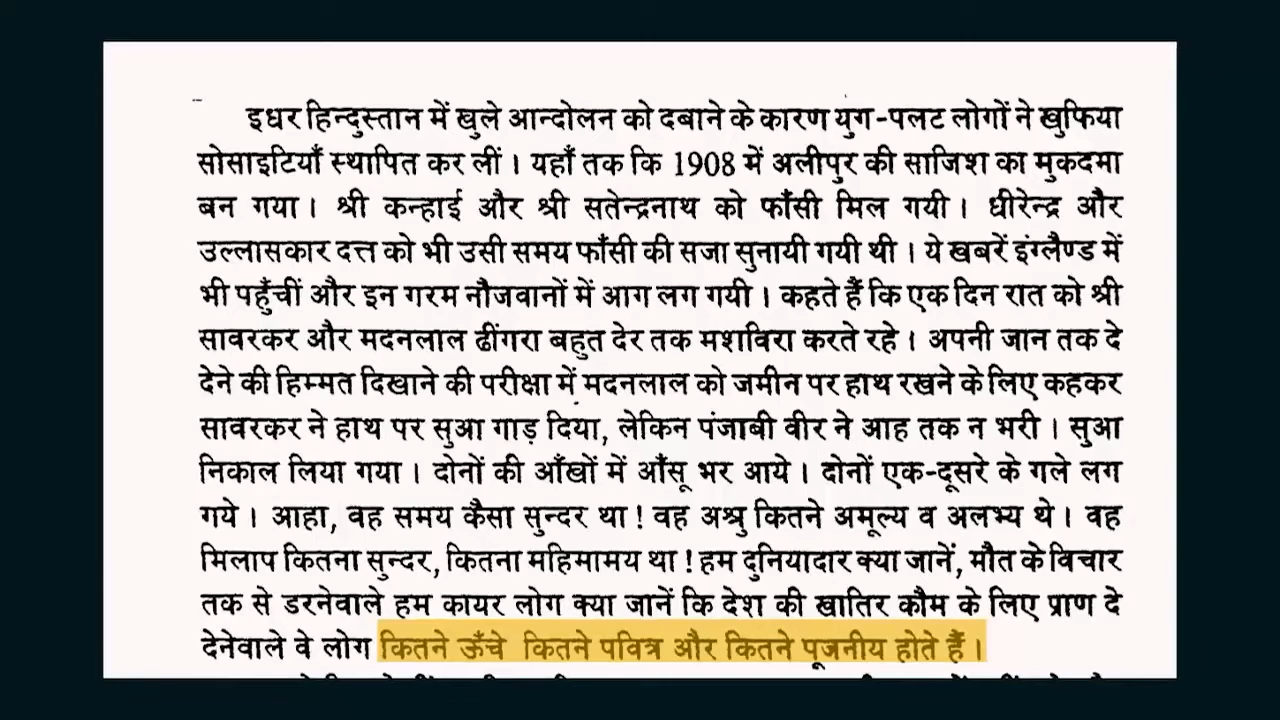 इधर हिन्दुस्तान में खुले आन्दोलन को दबाने के कारण युग-पलट लोगों ने खुफिया
सोसाइटियाँ स्थापित कर लीं । यहाँ तक कि 1908 में अलीपुर की साजिश का मुकदमा
बन गया । श्री कन्हाई और श्री सतेन्द्रनाथ को फाँसी मिल गयी । धीरेन्द्र और
उल्लासकार दत्त को भी उसी समय फाँसी की सजा सुनायी गयी थी । ये खबरें इंग्लैण्ड में
भी पहुँचीं और इन गरम नौजवानों में आग लग गयी । कहते हैं कि एक दिन रात को श्री
सावरकर और मदनलाल ढींगरा बहुत देर तक मशविरा करते रहे । अपनी जान तक दे
देने की हिम्मत दिखाने की परीक्षा में मदनलाल को जमीन पर हाथ रखने के लिए कहकर
सावरकर ने हाथ पर सुआ गाड़ दिया, लेकिन पंजाबी वीर ने आह तक न भरी । सुआ
निकाल लिया गया । दोनों की आँखों में आँसू भर आये । दोनों एक-दूसरे के गले लग
गये । आहा, वह समय कैसा सुन्दर था ! वह अश्रु कितने अमूल्य व अलभ्य थे । वह
मिलाप कितना सुन्दर, कितना महिमामय था ! हम दुनियादार क्या जानें, मौत के विचार
तक से डरनेवाले हम कायर लोग क्या जानें कि देश की खातिर कौम के लिए प्राण दे
देनेवाले वे लोग कितने ऊँचे कितने पवित्र और कितने पूजनीय होते हैं ।